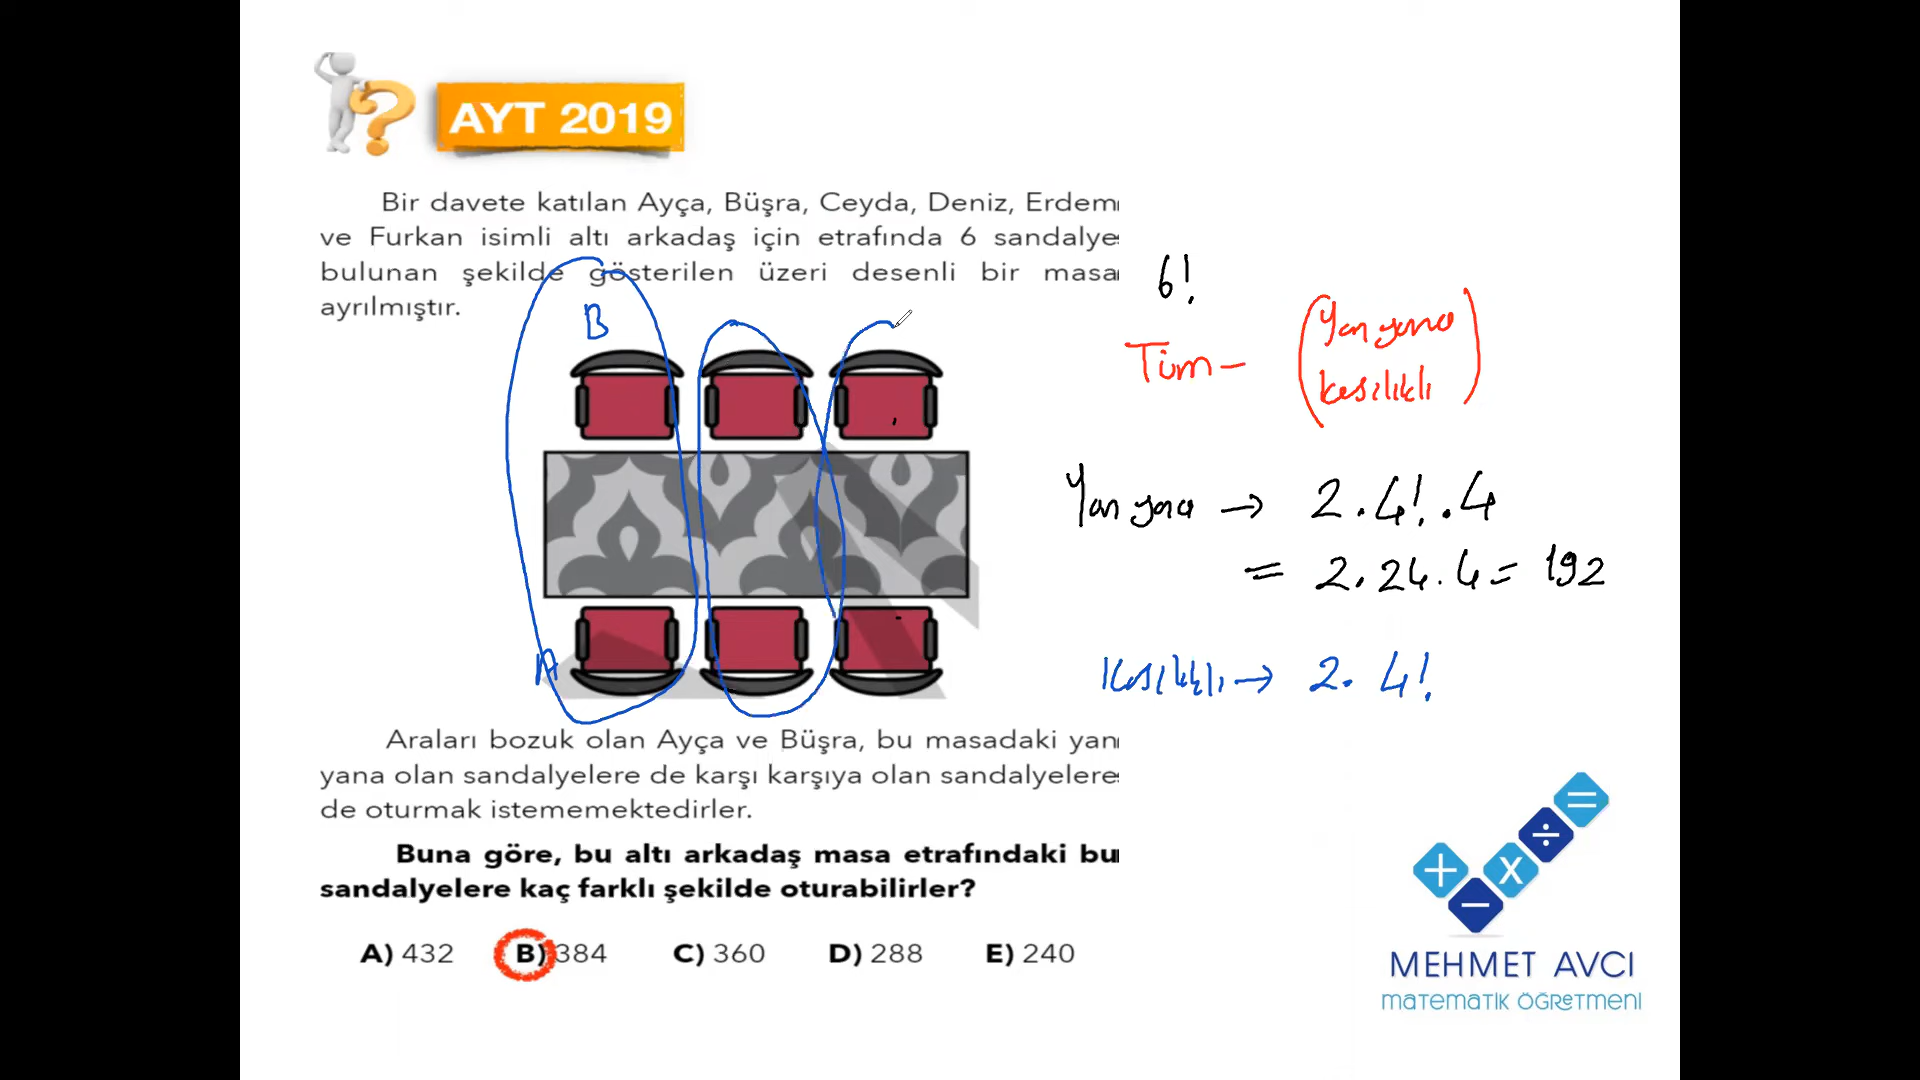 AYT 2019
Bir davete katılan Ayça, Büşra, Ceyda, Deniz, Erdem
ve Furkan isimli altı arkadaş için etrafında 6 sandalye
bulunan şekilde gösterilen üzeri desenli bir masa
ayrılmıştır.
6!
Tüm - (Yan yana
kesılıklı)
B
Yan yana → 2.4!.4
= 2.24.4 = 192
A
Kesılıklı → 2. 4!
Araları bozuk olan Ayça ve Büşra, bu masadaki yan
yana olan sandalyelere de karşı karşıya olan sandalyelere
de oturmak istememektedirler.
Buna göre, bu altı arkadaş masa etrafındaki bu
sandalyelere kaç farklı şekilde oturabilirler?
A) 432 B) 384 C) 360 D) 288 E) 240
+ − x ÷ =
MEHMET AVCI
matematik öğretmeni